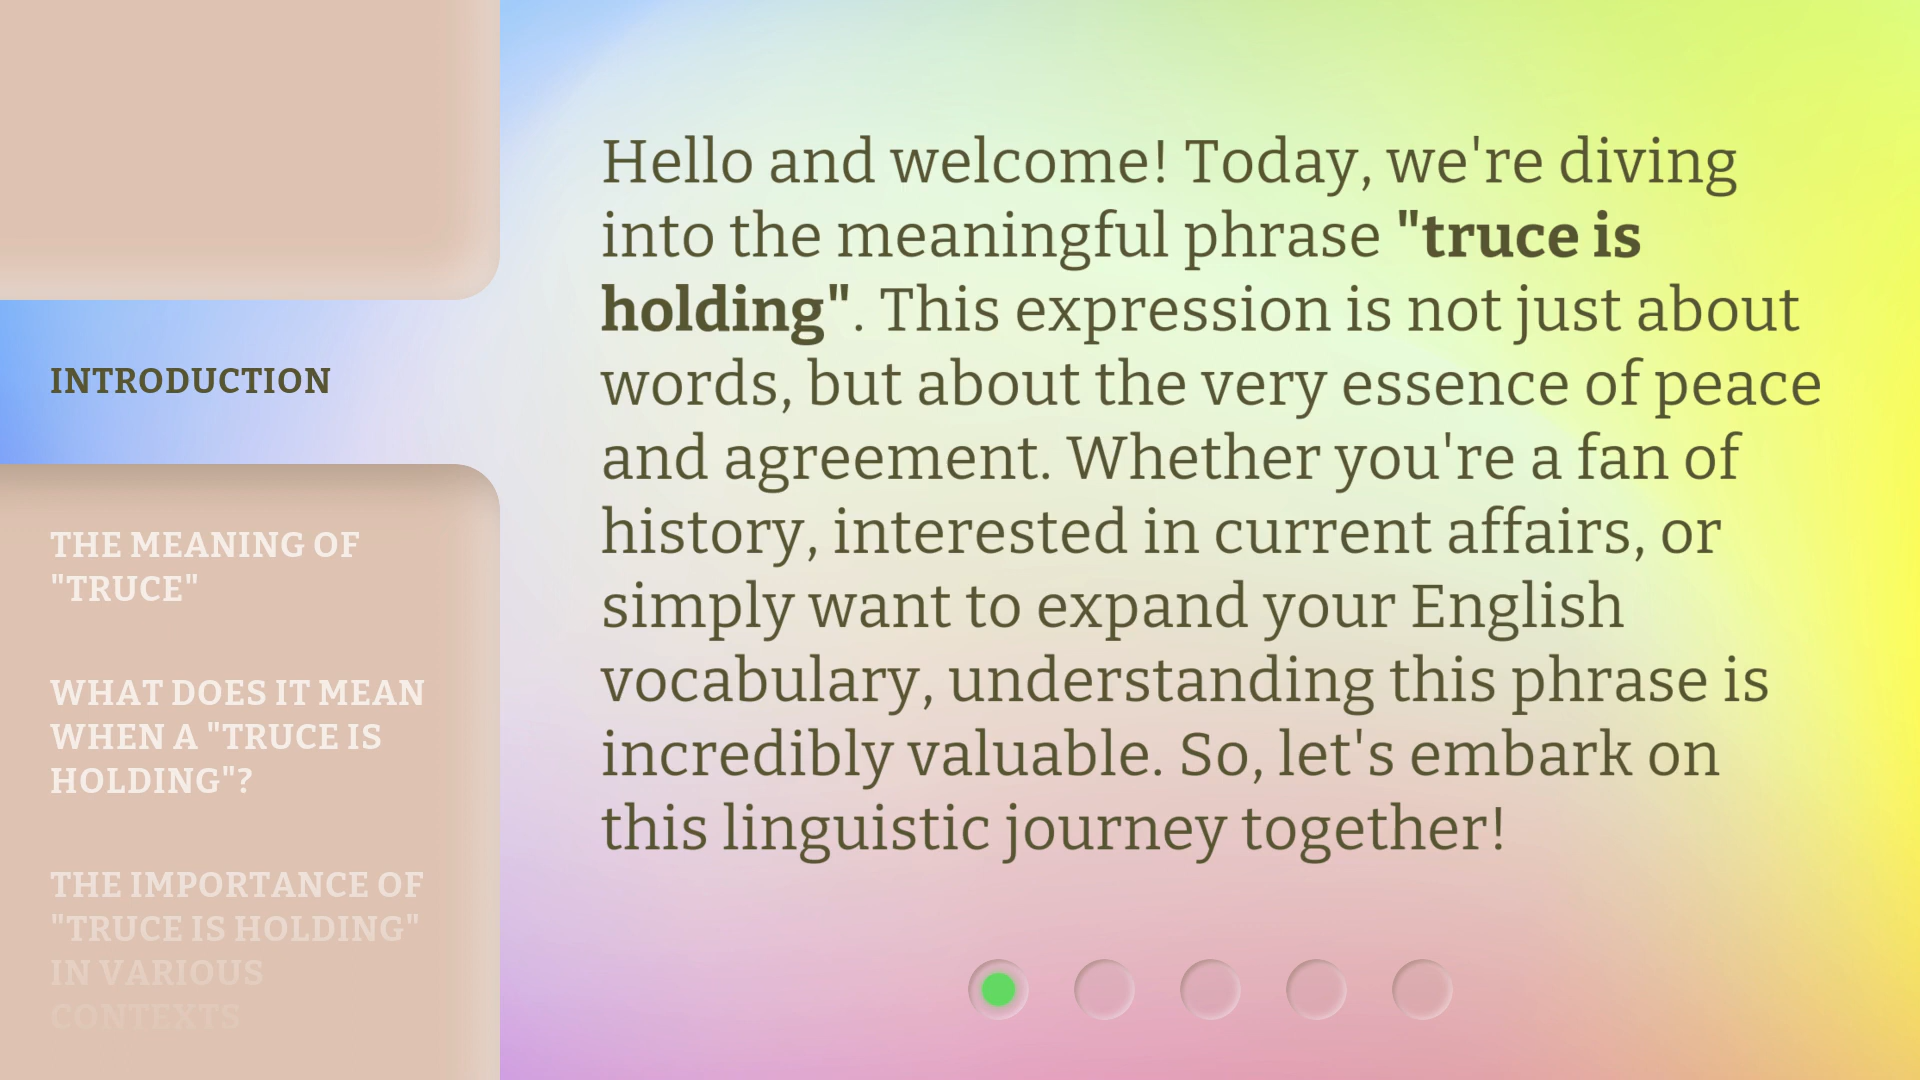 INTRODUCTION
THE MEANING OF
"TRUCE"
WHAT DOES IT MEAN
WHEN A "TRUCE IS
HOLDING"?
THE IMPORTANCE OF
"TRUCE IS HOLDING"
IN VARIOUS
CONTEXTS
Hello and welcome! Today, we're diving
into the meaningful phrase "truce is
holding". This expression is not just about
words, but about the very essence of peace
and agreement. Whether you're a fan of
history, interested in current affairs, or
simply want to expand your English
vocabulary, understanding this phrase is
incredibly valuable. So, let's embark on
this linguistic journey together!